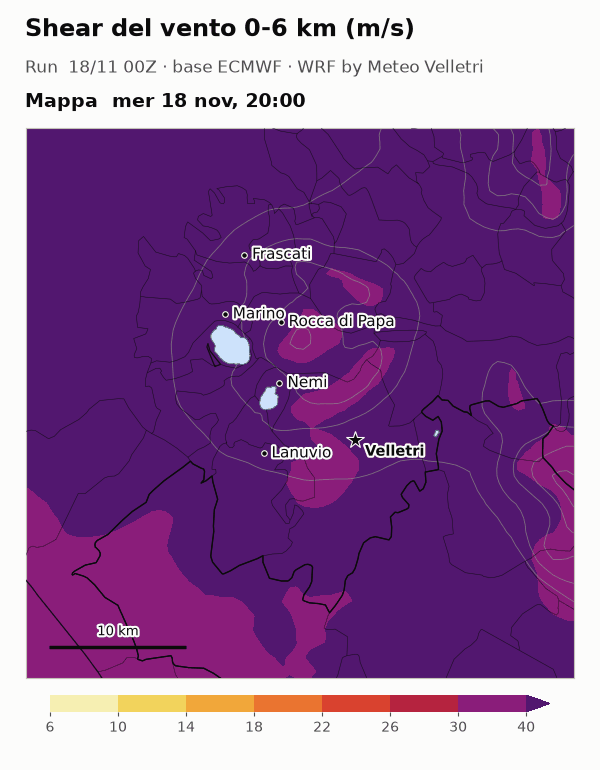 Shear del vento 0-6 km (m/s)
Run 18/11 00Z · base ECMWF · WRF by Meteo Velletri
Mappa mer 18 nov, 20:00
Frascati
Marino
Rocca di Papa
Nemi
Lanuvio
Velletri
10 km
6 10 14 18 22 26 30 40